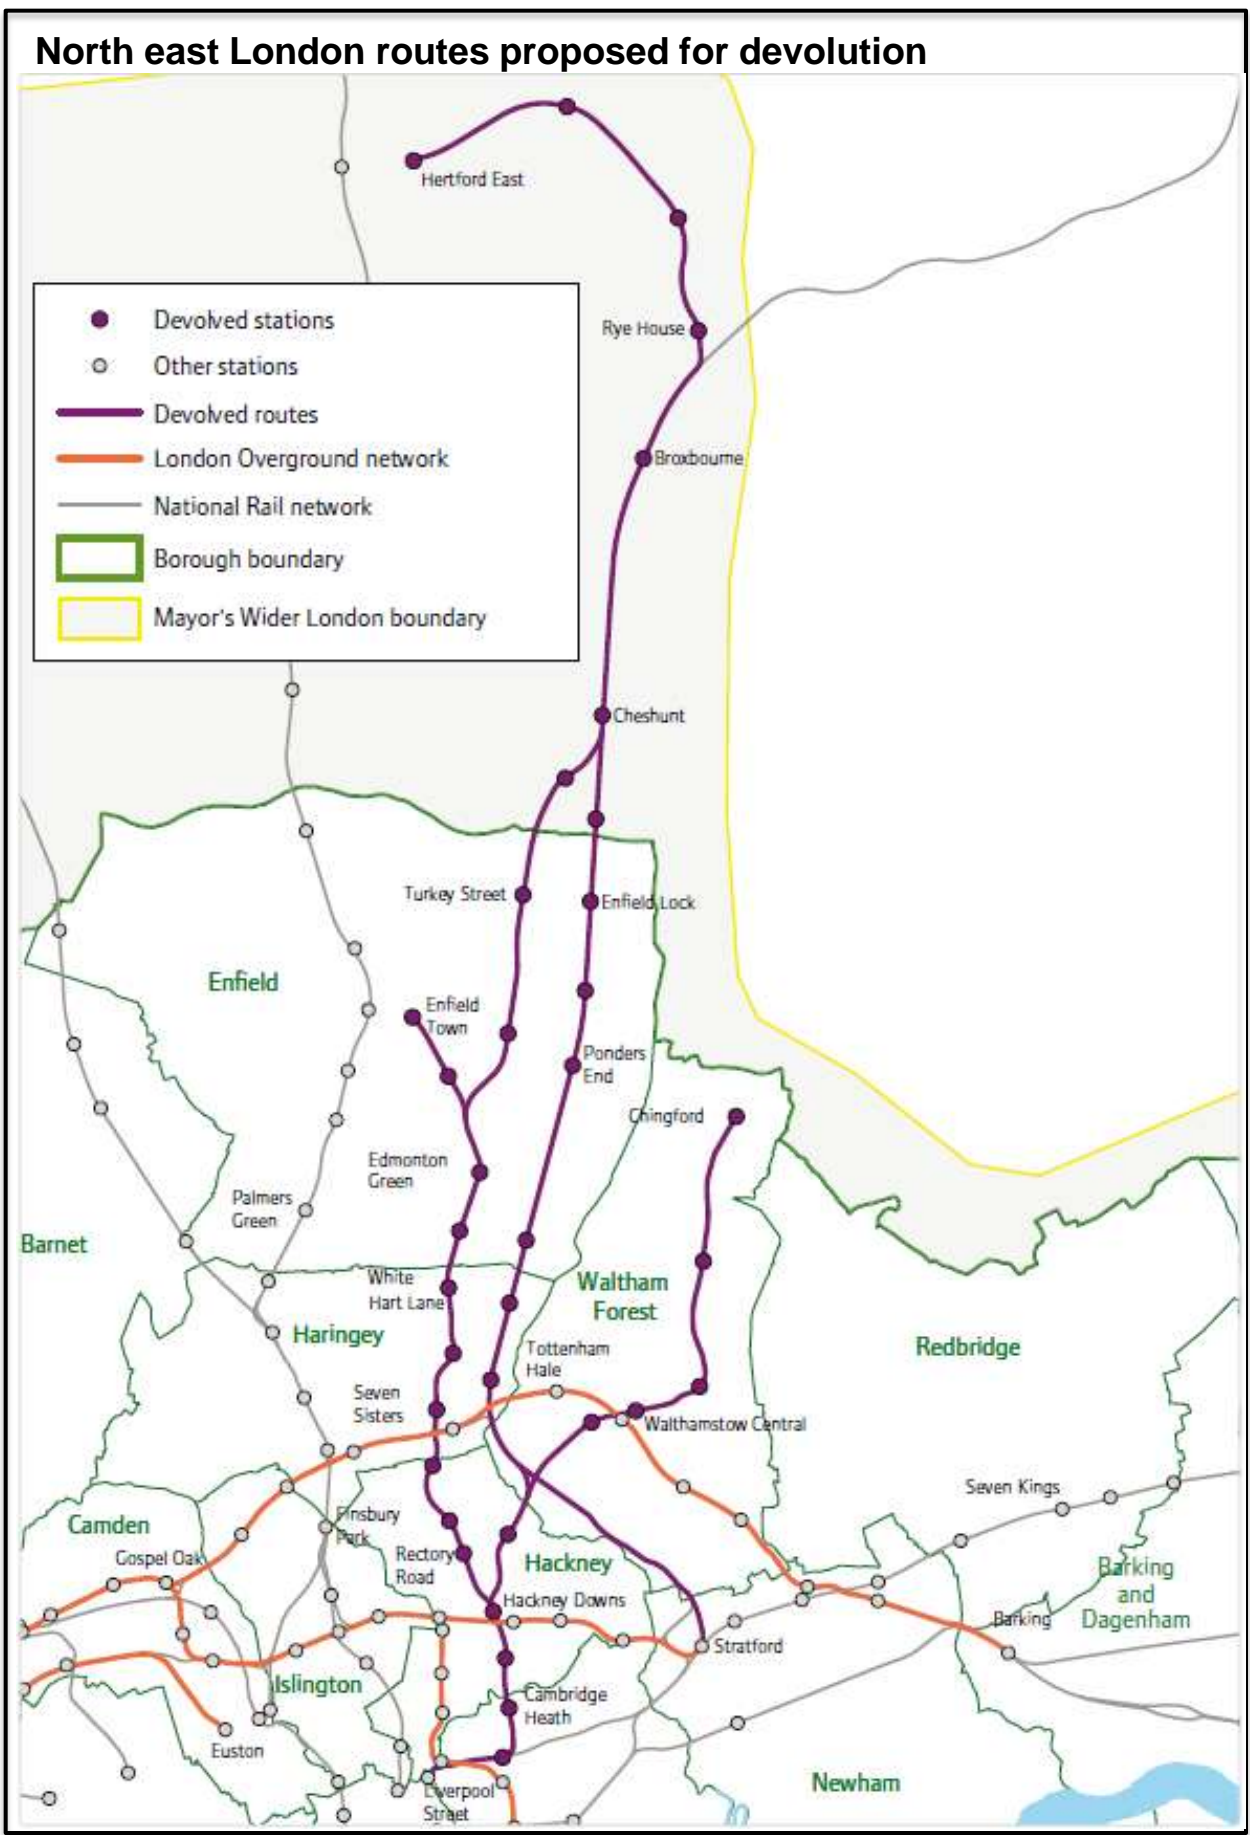 North east London routes proposed for devolution
Hertford East
Devolved stations
Other stations
Devolved routes
London Overground network
National Rail network
Borough boundary
Mayor's Wider London boundary
Rye House
Broxbourne
Cheshunt
Turkey Street
Enfield Lock
Enfield
Enfield
Town
Ponders
End
Chingford
Edmonton
Green
Palmers
Green
Barnet
White
Hart Lane
Waltham
Forest
Haringey
Redbridge
Tottenham
Hale
Seven
Sisters
Walthamstow Central
Seven Kings
Camden
Finsbury
Park
Gospel Oak
Rectory
Road
Hackney
Barking
and
Dagenham
Hackney Downs
Barking
Stratford
Islington
Cambridge
Heath
Euston
Liverpool
Street
Newham